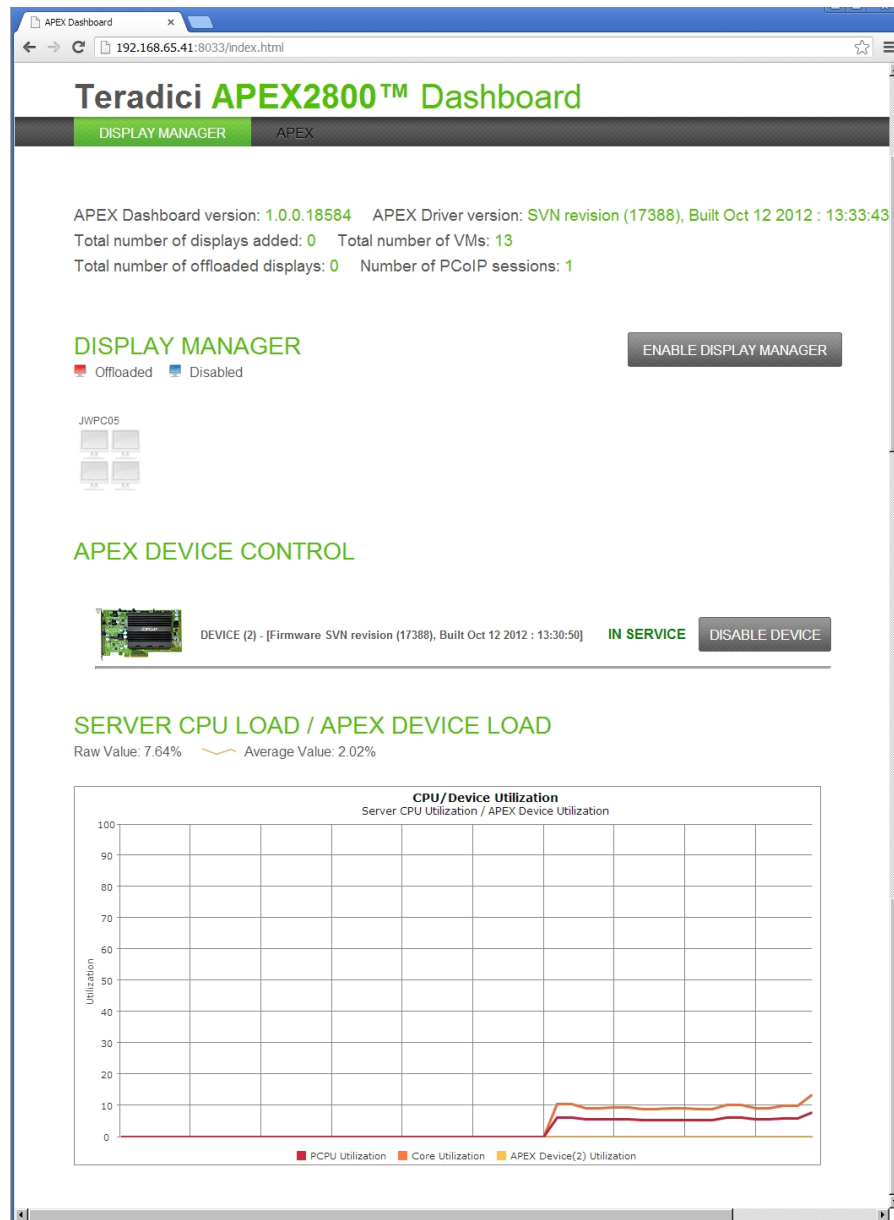 APEX Dashboard
192.168.65.41:8033/index.html
Teradici APEX2800™ Dashboard
DISPLAY MANAGER APEX
APEX Dashboard version: 1.0.0.18584 APEX Driver version: SVN revision (17388), Built Oct 12 2012 : 13:33:43
Total number of displays added: 0 Total number of VMs: 13
Total number of offloaded displays: 0 Number of PCoIP sessions: 1
DISPLAY MANAGER
ENABLE DISPLAY MANAGER
Offloaded Disabled
JWPC05
APEX DEVICE CONTROL
DEVICE (2) - [Firmware SVN revision (17388), Built Oct 12 2012 : 13:30:50] IN SERVICE DISABLE DEVICE
SERVER CPU LOAD / APEX DEVICE LOAD
Raw Value: 7.64% Average Value: 2.02%
CPU/Device Utilization
Server CPU Utilization / APEX Device Utilization
100
90
80
70
60
50
40
30
20
10
0
Utilization
PCPU Utilization Core Utilization APEX Device(2) Utilization